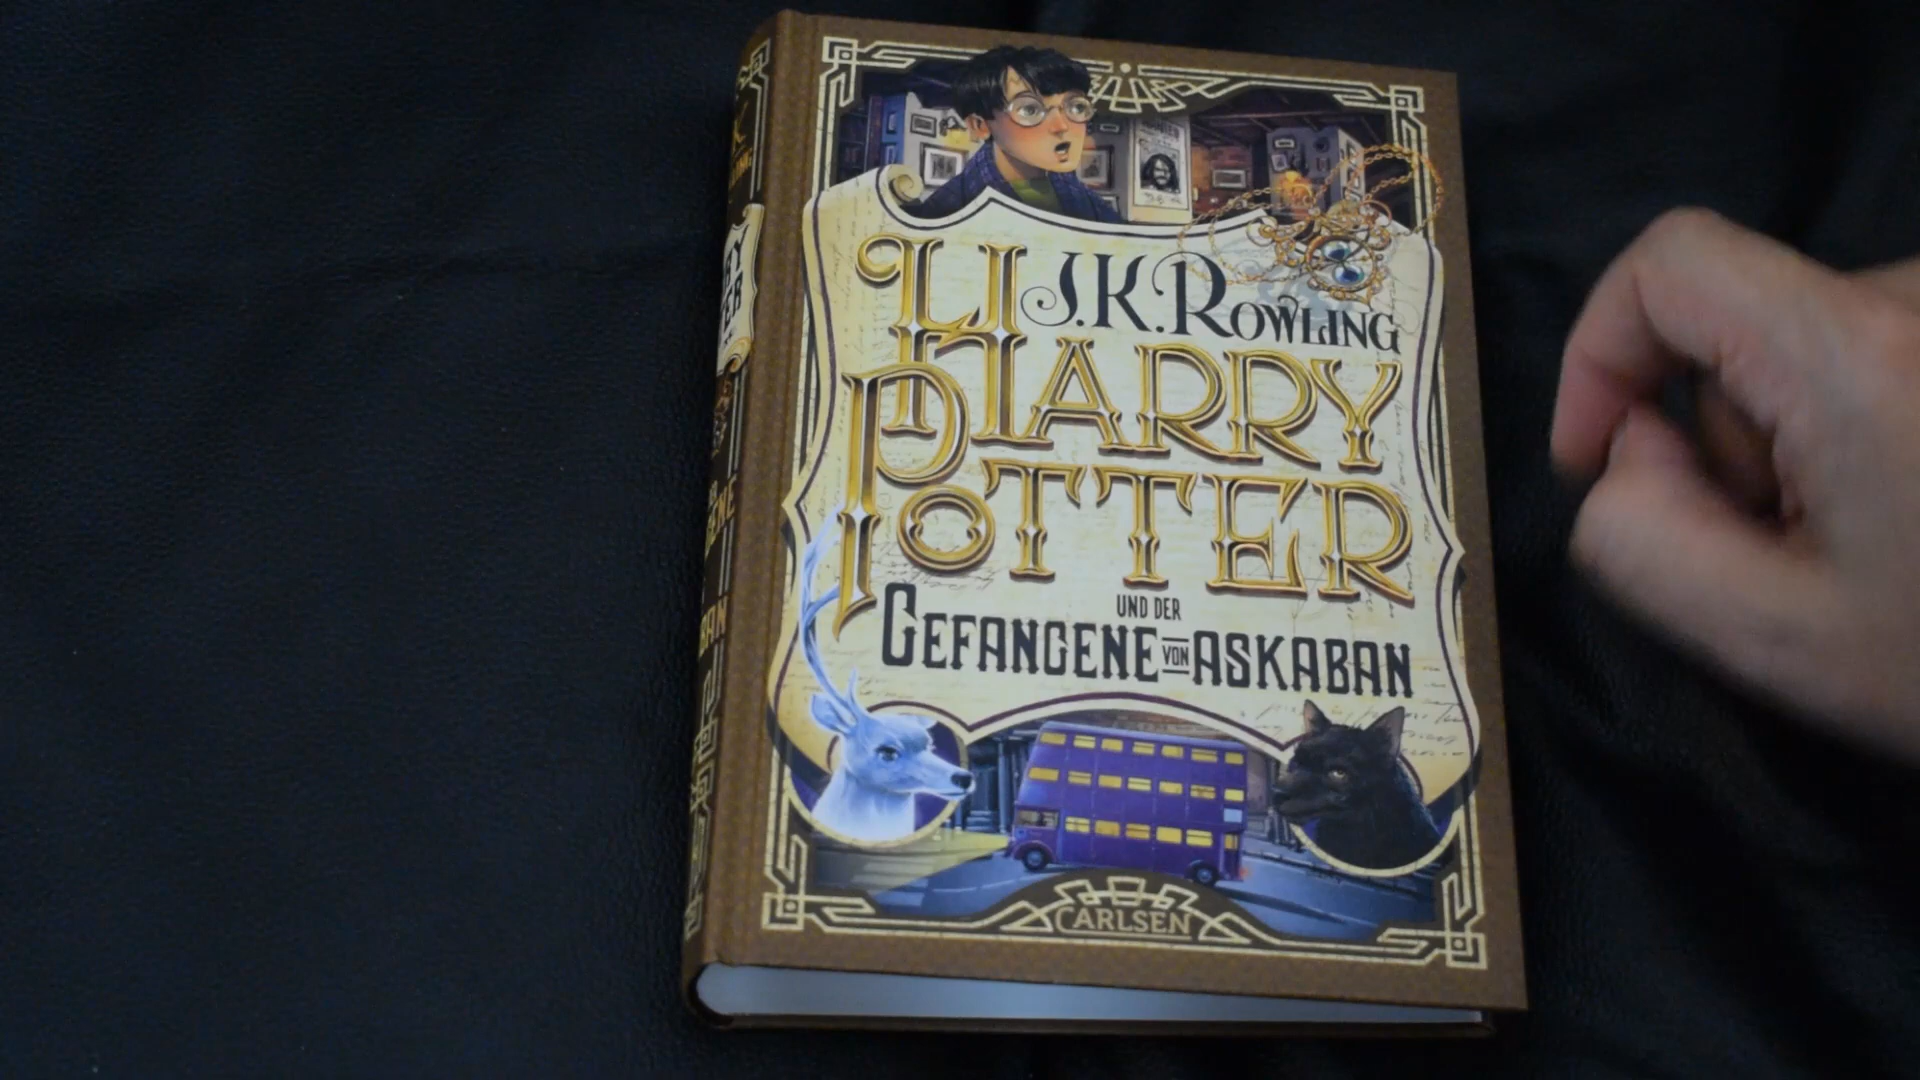 J.K. ROWLING
HARRY
POTTER
UND DER
GEFANGENE VON ASKABAN
CARLSEN